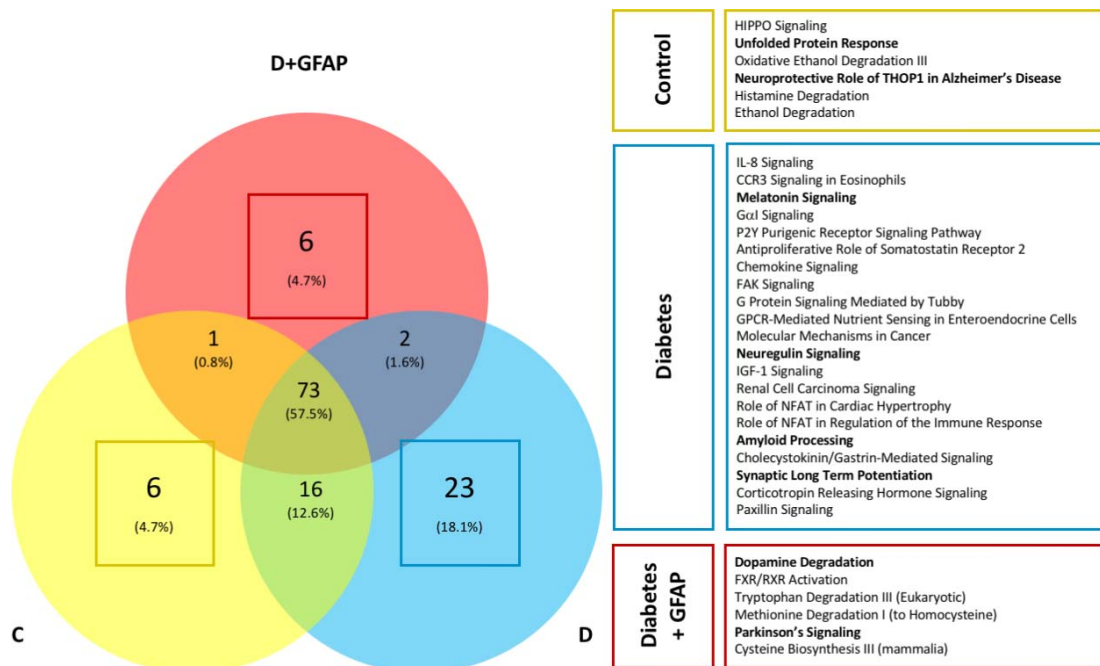 D+GFAP
6
(4.7%)
1
(0.8%)
2
(1.6%)
73
(57.5%)
6
(4.7%)
16
(12.6%)
23
(18.1%)
C
D
Control
HIPPO Signaling
Unfolded Protein Response
Oxidative Ethanol Degradation III
Neuroprotective Role of THOP1 in Alzheimer's Disease
Histamine Degradation
Ethanol Degradation
Diabetes
IL-8 Signaling
CCR3 Signaling in Eosinophils
Melatonin Signaling
GαI Signaling
P2Y Purigenic Receptor Signaling Pathway
Antiproliferative Role of Somatostatin Receptor 2
Chemokine Signaling
FAK Signaling
G Protein Signaling Mediated by Tubby
GPCR-Mediated Nutrient Sensing in Enteroendocrine Cells
Molecular Mechanisms in Cancer
Neuregulin Signaling
IGF-1 Signaling
Renal Cell Carcinoma Signaling
Role of NFAT in Cardiac Hypertrophy
Role of NFAT in Regulation of the Immune Response
Amyloid Processing
Cholecystokinin/Gastrin-Mediated Signaling
Synaptic Long Term Potentiation
Corticotropin Releasing Hormone Signaling
Paxillin Signaling
Diabetes
+ GFAP
Dopamine Degradation
FXR/RXR Activation
Tryptophan Degradation III (Eukaryotic)
Methionine Degradation I (to Homocysteine)
Parkinson's Signaling
Cysteine Biosynthesis III (mammalia)